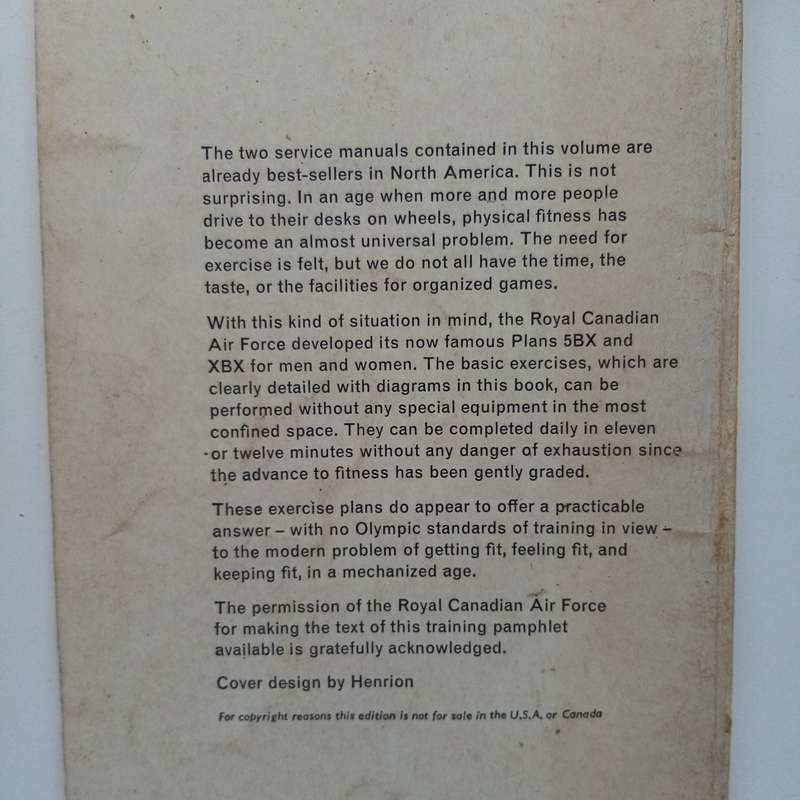 The two service manuals contained in this volume are
already best-sellers in North America. This is not
surprising. In an age when more and more people
drive to their desks on wheels, physical fitness has
become an almost universal problem. The need for
exercise is felt, but we do not all have the time, the
taste, or the facilities for organized games.
With this kind of situation in mind, the Royal Canadian
Air Force developed its now famous Plans 5BX and
XBX for men and women. The basic exercises, which are
clearly detailed with diagrams in this book, can be
performed without any special equipment in the most
confined space. They can be completed daily in eleven
or twelve minutes without any danger of exhaustion since
the advance to fitness has been gently graded.
These exercise plans do appear to offer a practicable
answer – with no Olympic standards of training in view –
to the modern problem of getting fit, feeling fit, and
keeping fit, in a mechanized age.
The permission of the Royal Canadian Air Force
for making the text of this training pamphlet
available is gratefully acknowledged.
Cover design by Henrion
For copyright reasons this edition is not for sale in the U.S.A. or Canada